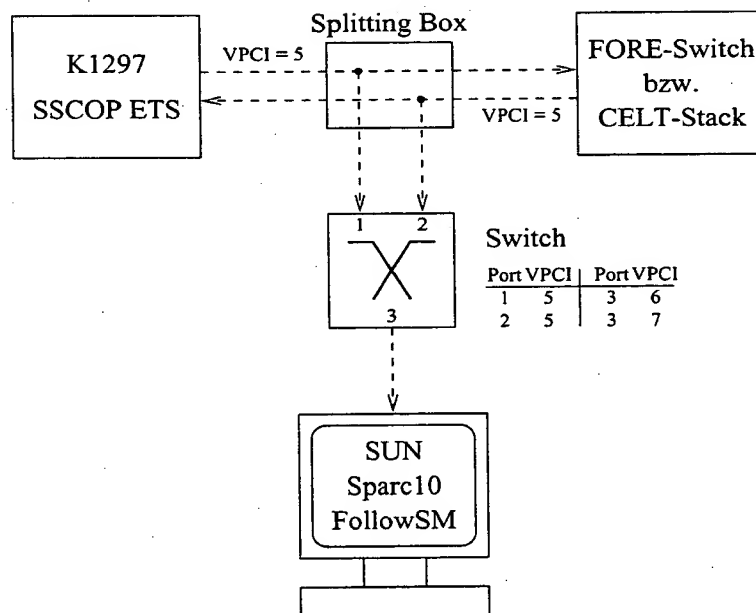 Splitting Box
K1297
SSCOP ETS
VPCI = 5
VPCI = 5
FORE-Switch
bzw.
CELT-Stack
1 2
3
Switch
Port VPCI Port VPCI
1 5 3 6
2 5 3 7
SUN
Sparc10
FollowSM